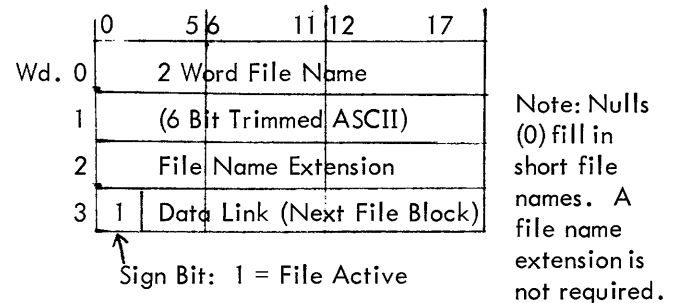 0 5 6 11 12 17
Wd. 0 2 Word File Name
1 (6 Bit Trimmed ASCII)
2 File Name Extension
3 1 Data Link (Next File Block)
Sign Bit: 1 = File Active
Note: Nulls
(0) fill in
short file
names. A
file name
extension is
not required.